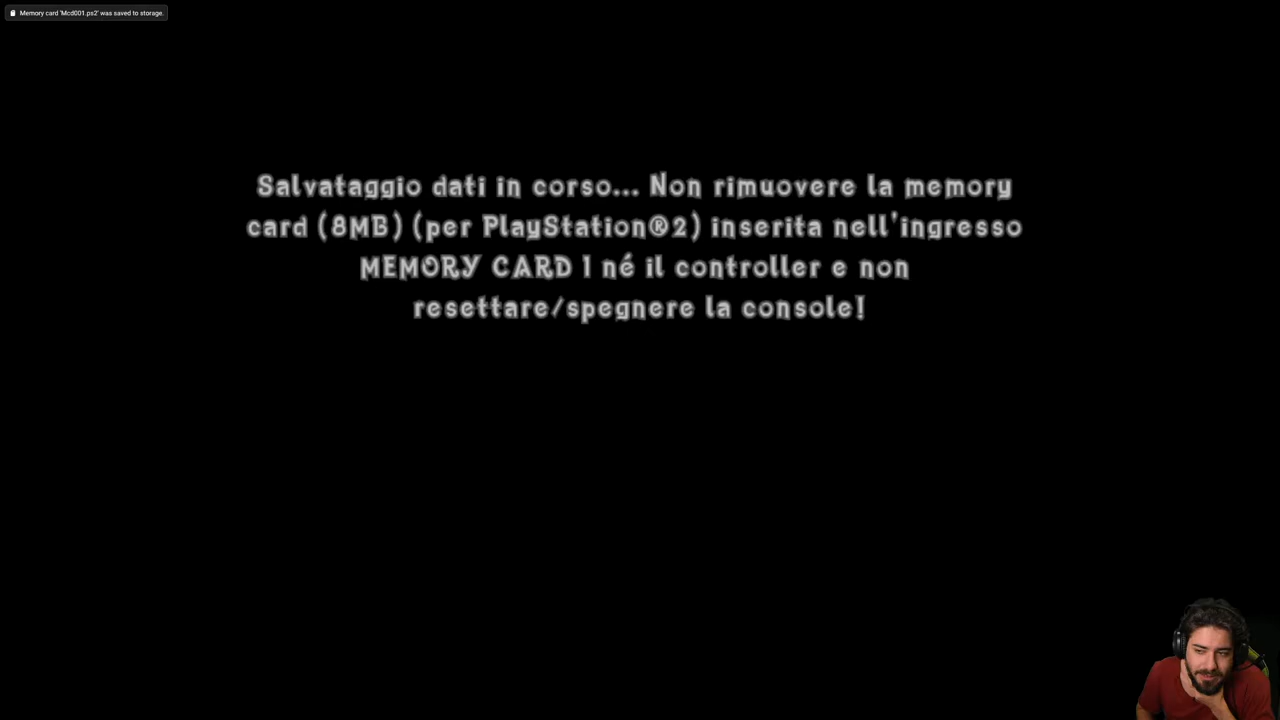 Memory card 'Mcd001.ps2' was saved to storage.
Salvataggio dati in corso... Non rimuovere la memory
card (8MB) (per PlayStation®2) inserita nell'ingresso
MEMORY CARD 1 né il controller e non
resettare/spegnere la console!